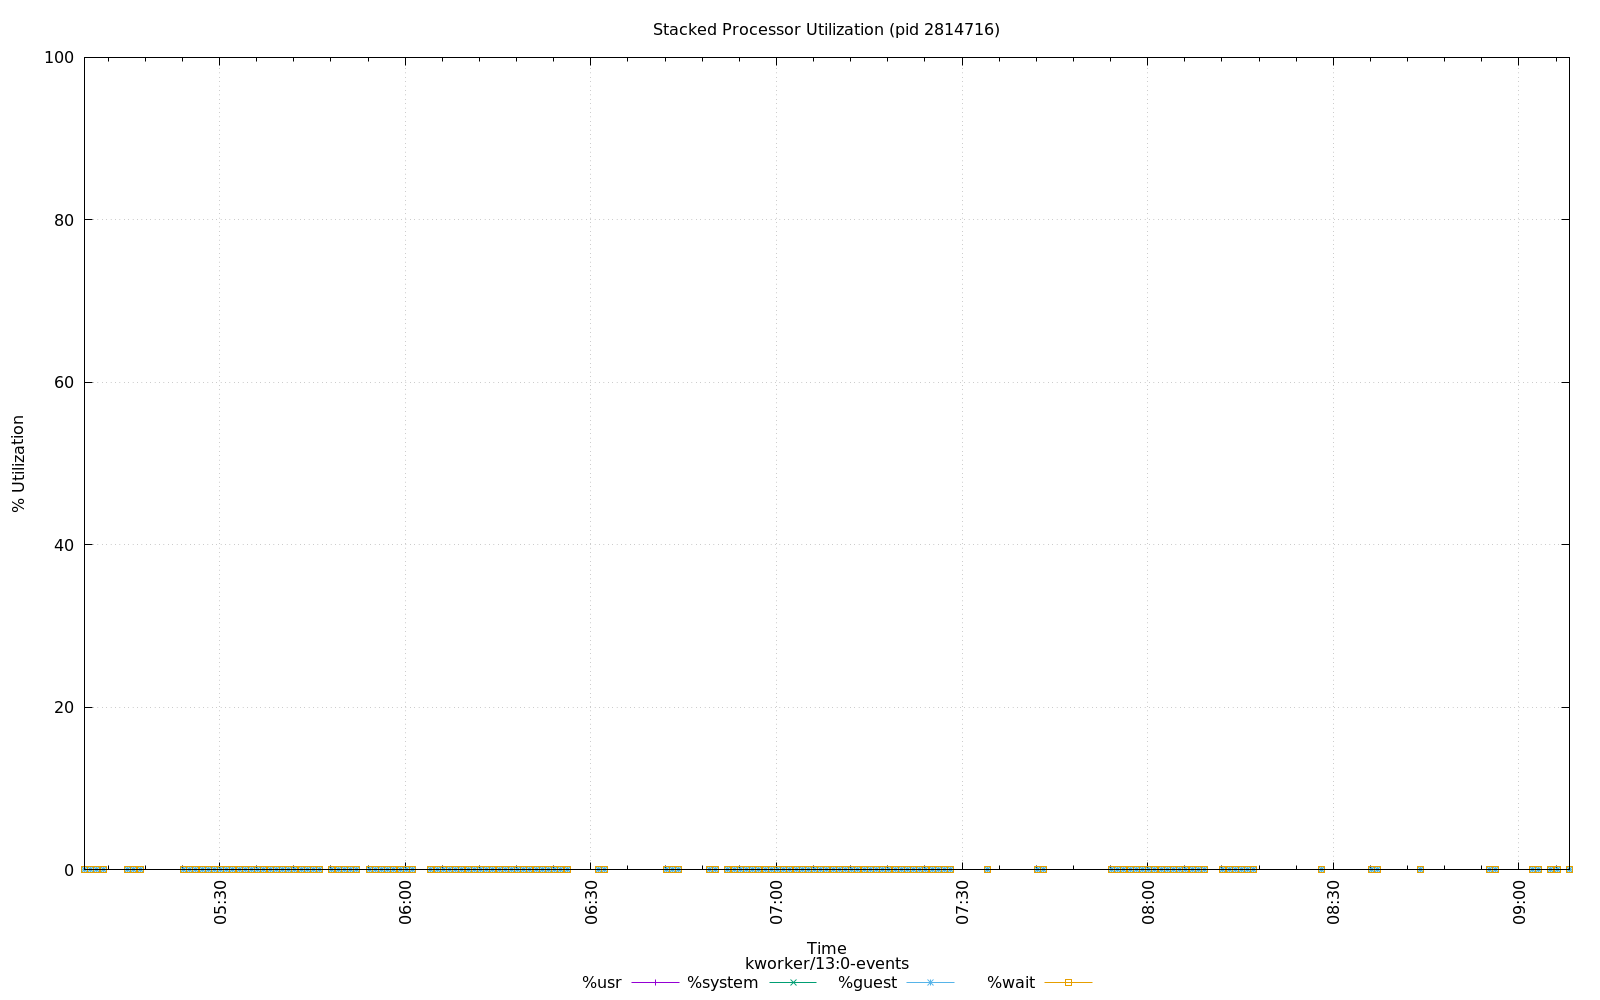 Stacked Processor Utilization (pid 2814716)
100
80
60
40
20
0
% Utilization
05:30
06:00
06:30
07:00
07:30
08:00
08:30
09:00
Time
kworker/13:0-events
%usr %system %guest %wait